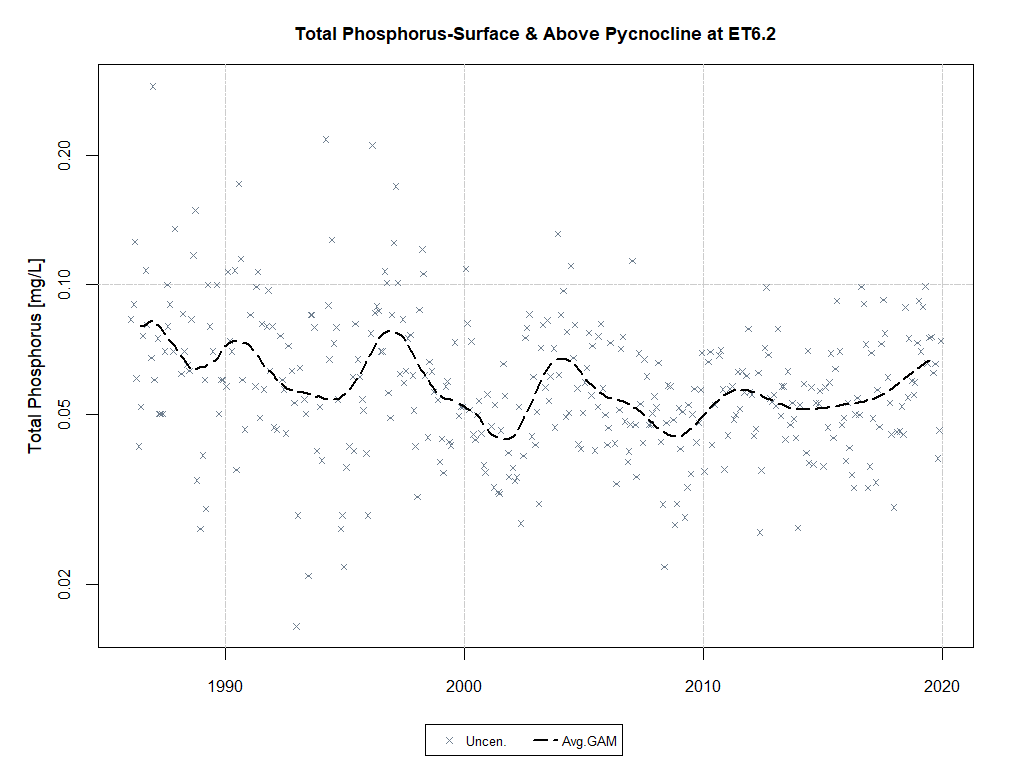 Total Phosphorus-Surface & Above Pycnocline at ET6.2
Total Phosphorus [mg/L]
0.20
0.10
0.05
0.02
1990 2000 2010 2020
Uncen. Avg.GAM